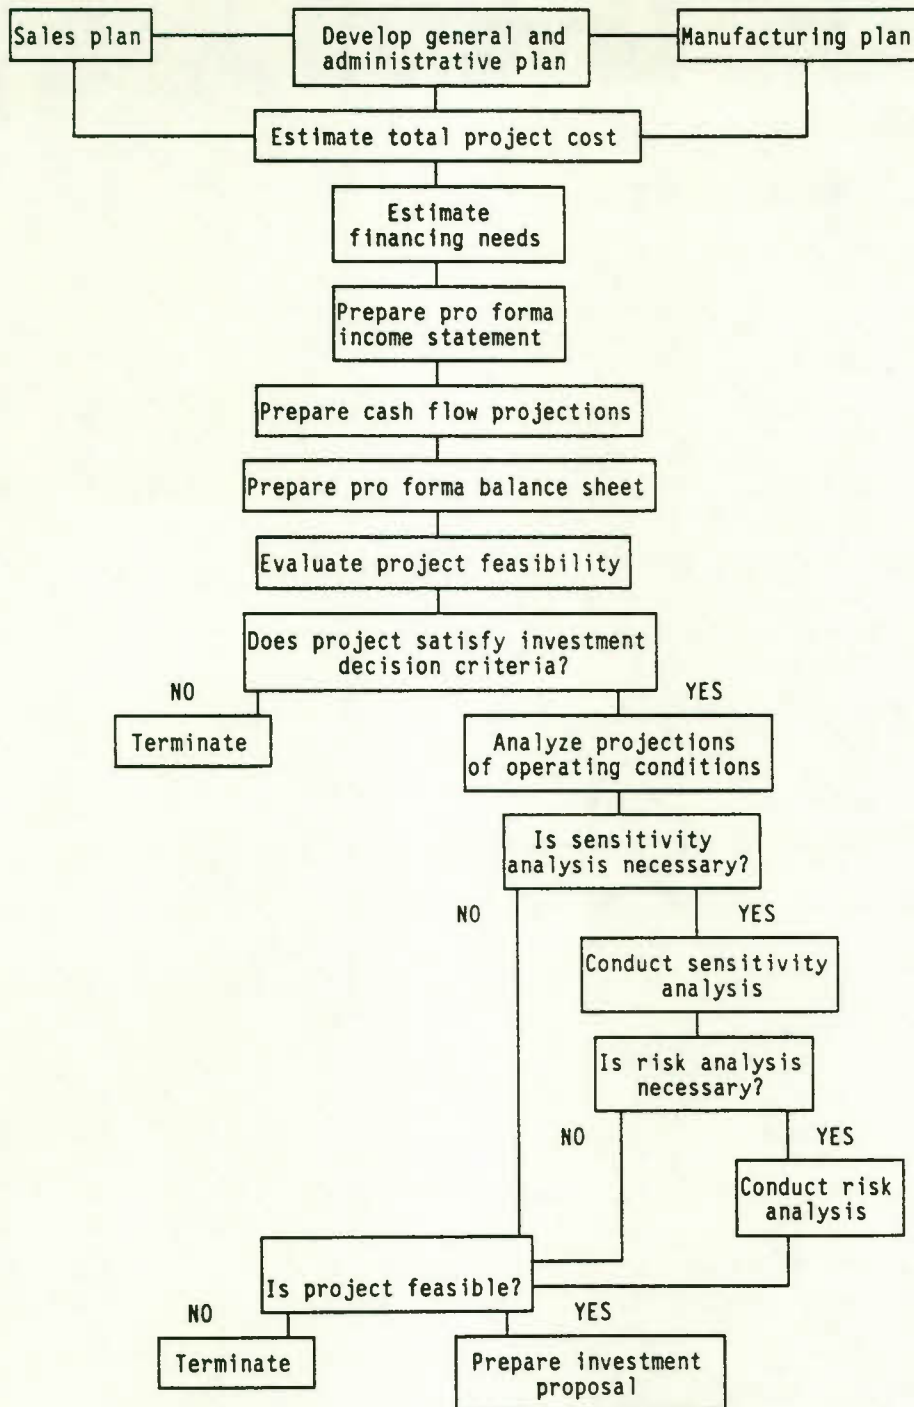 Sales plan
Develop general and
administrative plan
Manufacturing plan
Estimate total project cost
Estimate
financing needs
Prepare pro forma
income statement
Prepare cash flow projections
Prepare pro forma balance sheet
Evaluate project feasibility
Does project satisfy investment
decision criteria?
NO
YES
Terminate
Analyze projections
of operating conditions
Is sensitivity
analysis necessary?
NO
YES
Conduct sensitivity
analysis
Is risk analysis
necessary?
NO
YES
Conduct risk
analysis
Is project feasible?
NO
YES
Terminate
Prepare investment
proposal